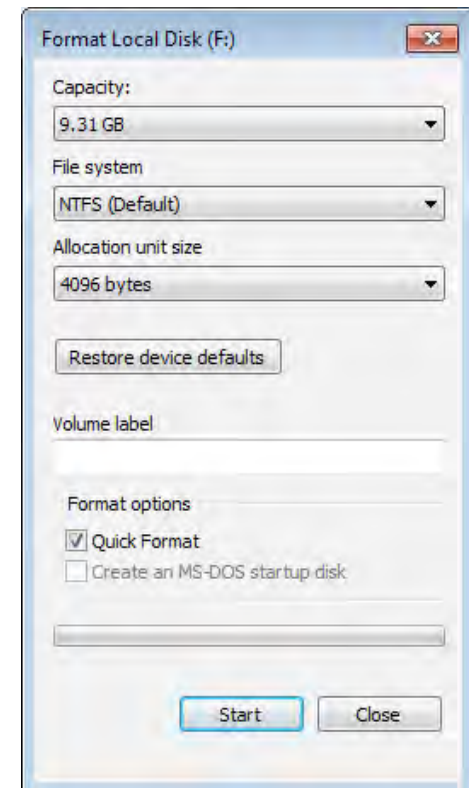 Format Local Disk (F:)
Capacity:
9.31 GB
File system
NTFS (Default)
Allocation unit size
4096 bytes
Restore device defaults
Volume label
Format options
Quick Format
Create an MS-DOS startup disk
Start Close